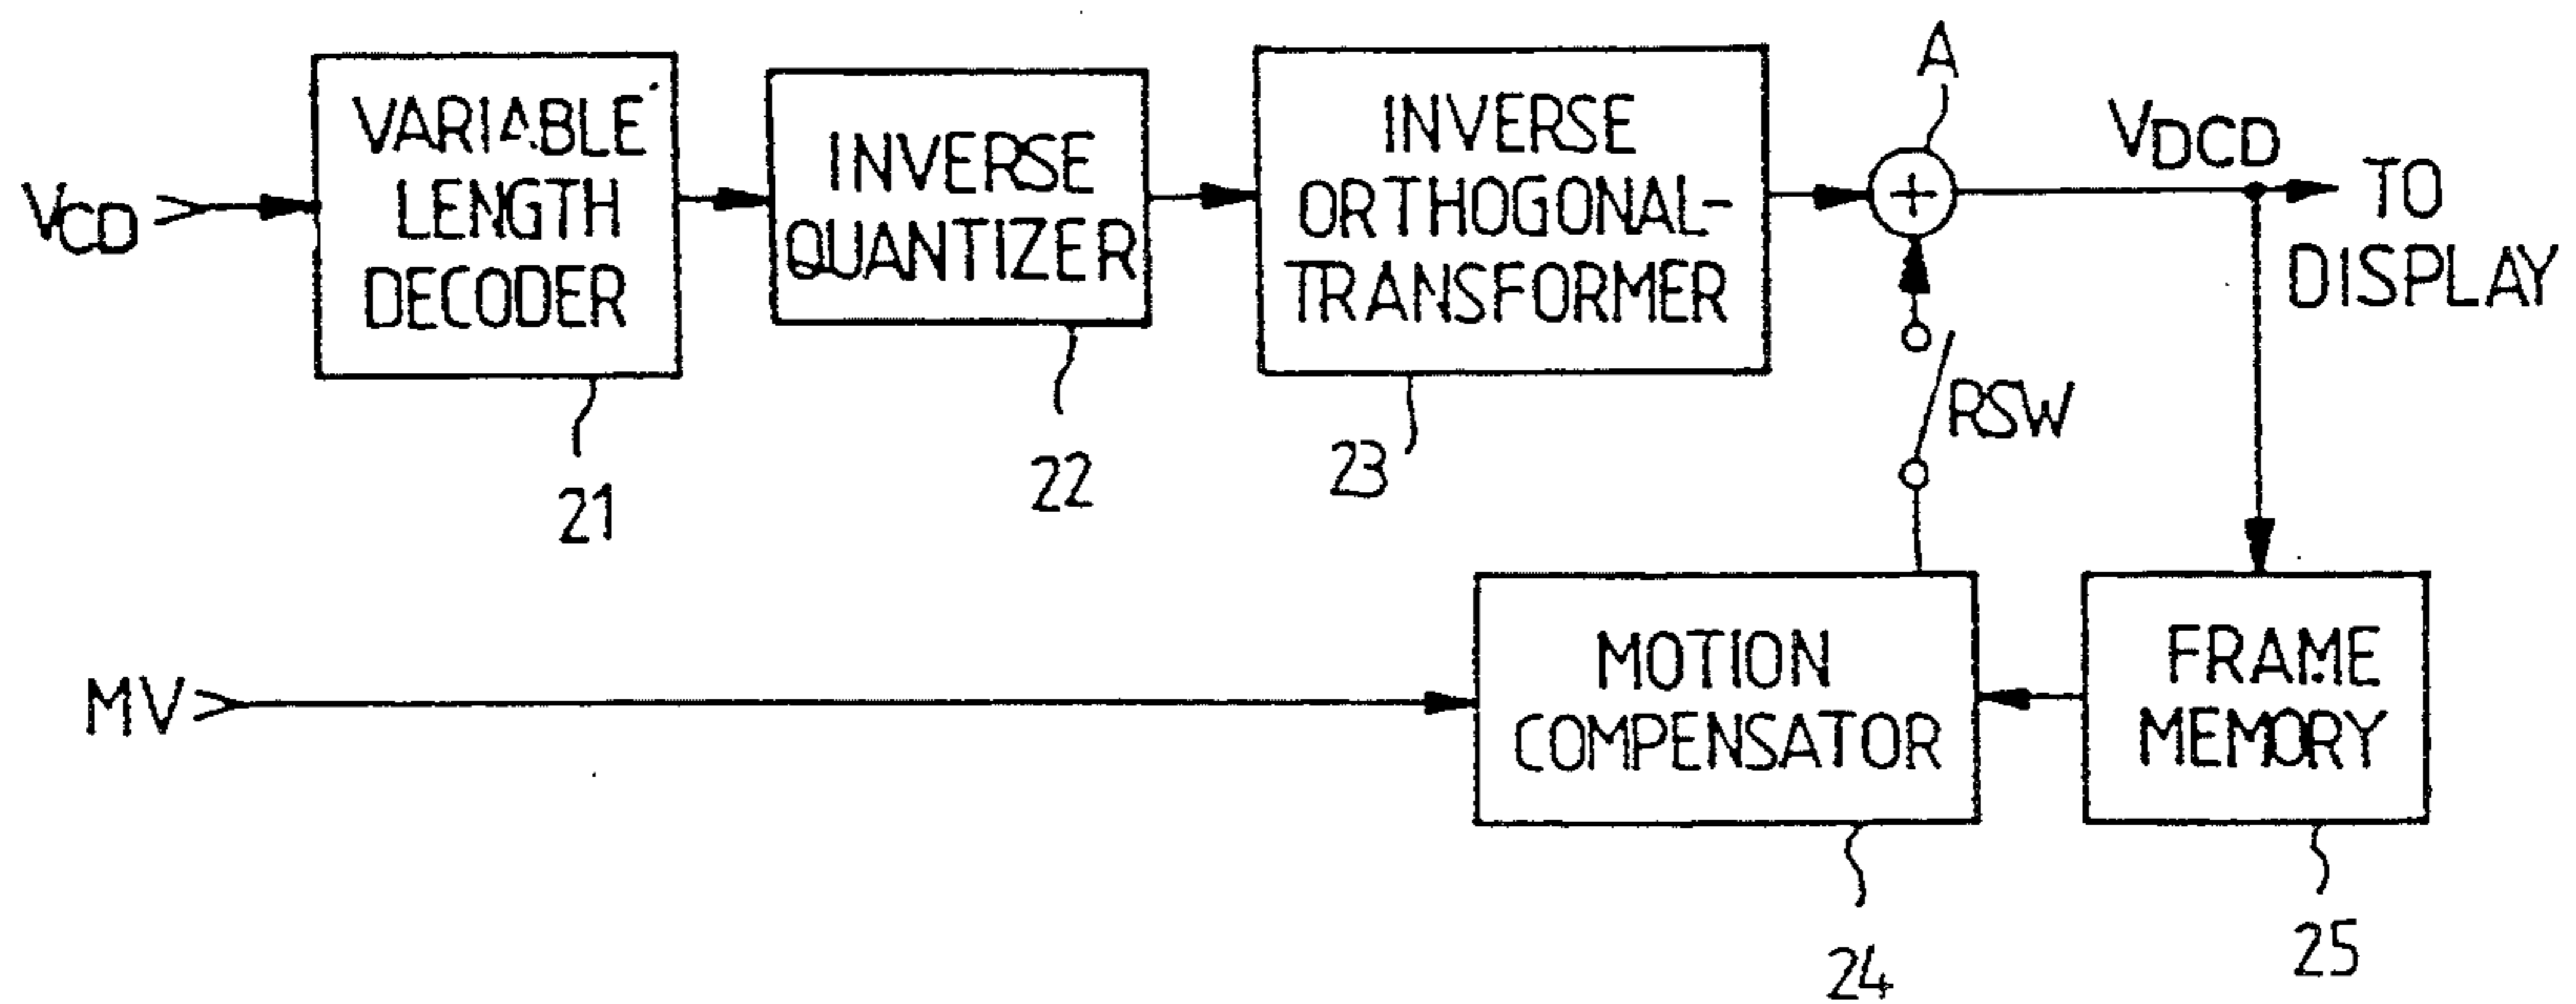 VARIABLE
LENGTH
DECODER
INVERSE
QUANTIZER
INVERSE
ORTHOGONAL-
TRANSFORMER
A
+
VDCD
TO
DISPLAY
VCD
RSW
21
22
23
MV
MOTION
COMPENSATOR
FRAME
MEMORY
24
25